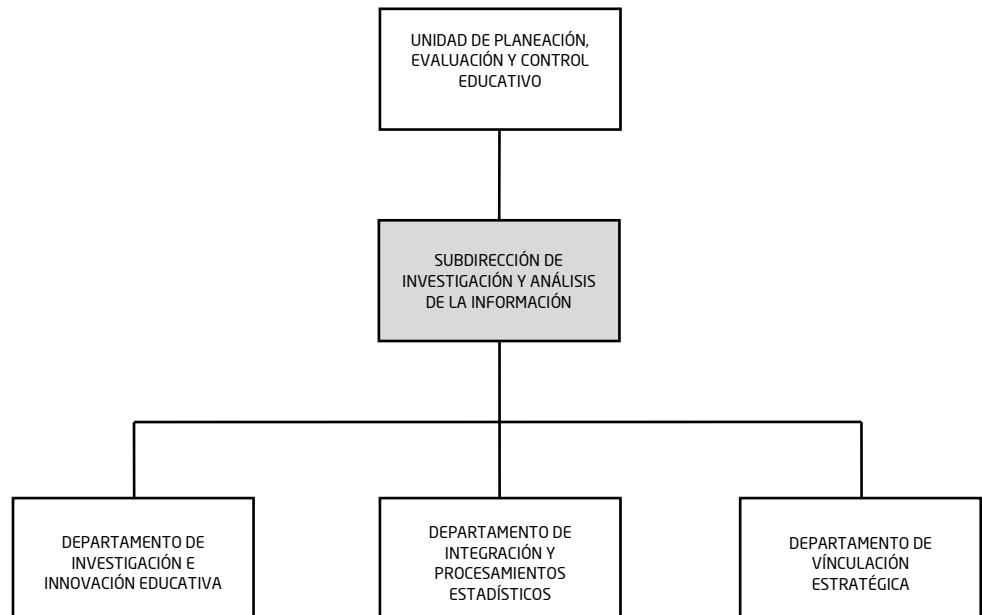 UNIDAD DE PLANEACIÓN,
EVALUACIÓN Y CONTROL
EDUCATIVO
SUBDIRECCIÓN DE
INVESTIGACIÓN Y ANÁLISIS
DE LA INFORMACIÓN
DEPARTAMENTO DE
INVESTIGACIÓN E
INNOVACIÓN EDUCATIVA
DEPARTAMENTO DE
INTEGRACIÓN Y
PROCESAMIENTOS
ESTADÍSTICOS
DEPARTAMENTO DE
VÍNCULACIÓN
ESTRATÉGICA